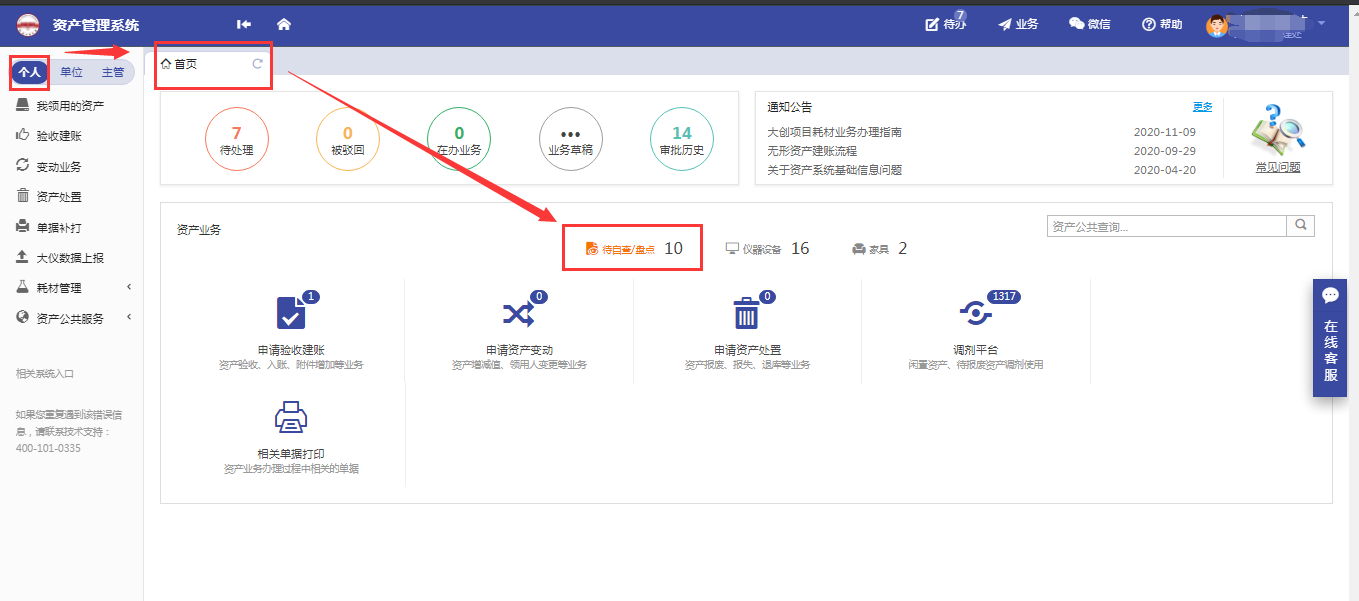 资产管理系统
待办 7
业务
微信
帮助
个人 单位 主管
首页
我领用的资产
验收建账
变动业务
资产处置
单据补打
大仪数据上报
耗材管理
资产公共服务
相关系统入口
如果您重复遇到该错误信
息，请联系技术支持：
400-101-0335
7
待处理
0
被驳回
0
在办业务
•••
业务草稿
14
审批历史
通知公告 更多
大创项目耗材业务办理指南 2020-11-09
无形资产建账流程 2020-09-29
关于资产系统基础信息问题 2020-04-20
常见问题
资产业务
资产公共查询...
待自查/盘点 10
仪器设备 16
家具 2
1
申请验收建账
资产验收、入账、附件增加等业务
0
申请资产变动
资产增减值、领用人变更等业务
0
申请资产处置
资产报废、报失、退库等业务
1317
调剂平台
闲置资产、待报废资产调剂使用
相关单据打印
资产业务办理过程中相关的单据
在
线
客
服